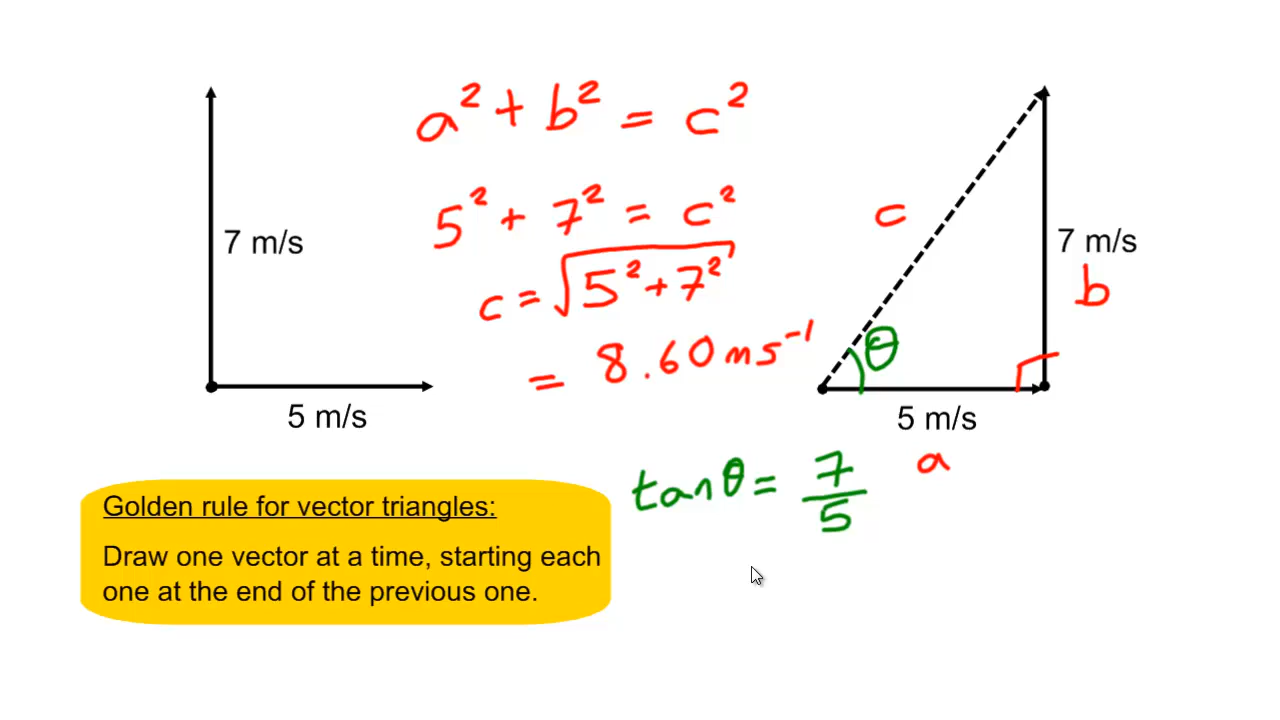 a² + b² = c²
7 m/s
5² + 7² = c²
c = √(5² + 7²)
= 8.60 ms⁻¹
5 m/s
c
7 m/s
b
θ
5 m/s
a
tanθ = 7/5
Golden rule for vector triangles:
Draw one vector at a time, starting each
one at the end of the previous one.